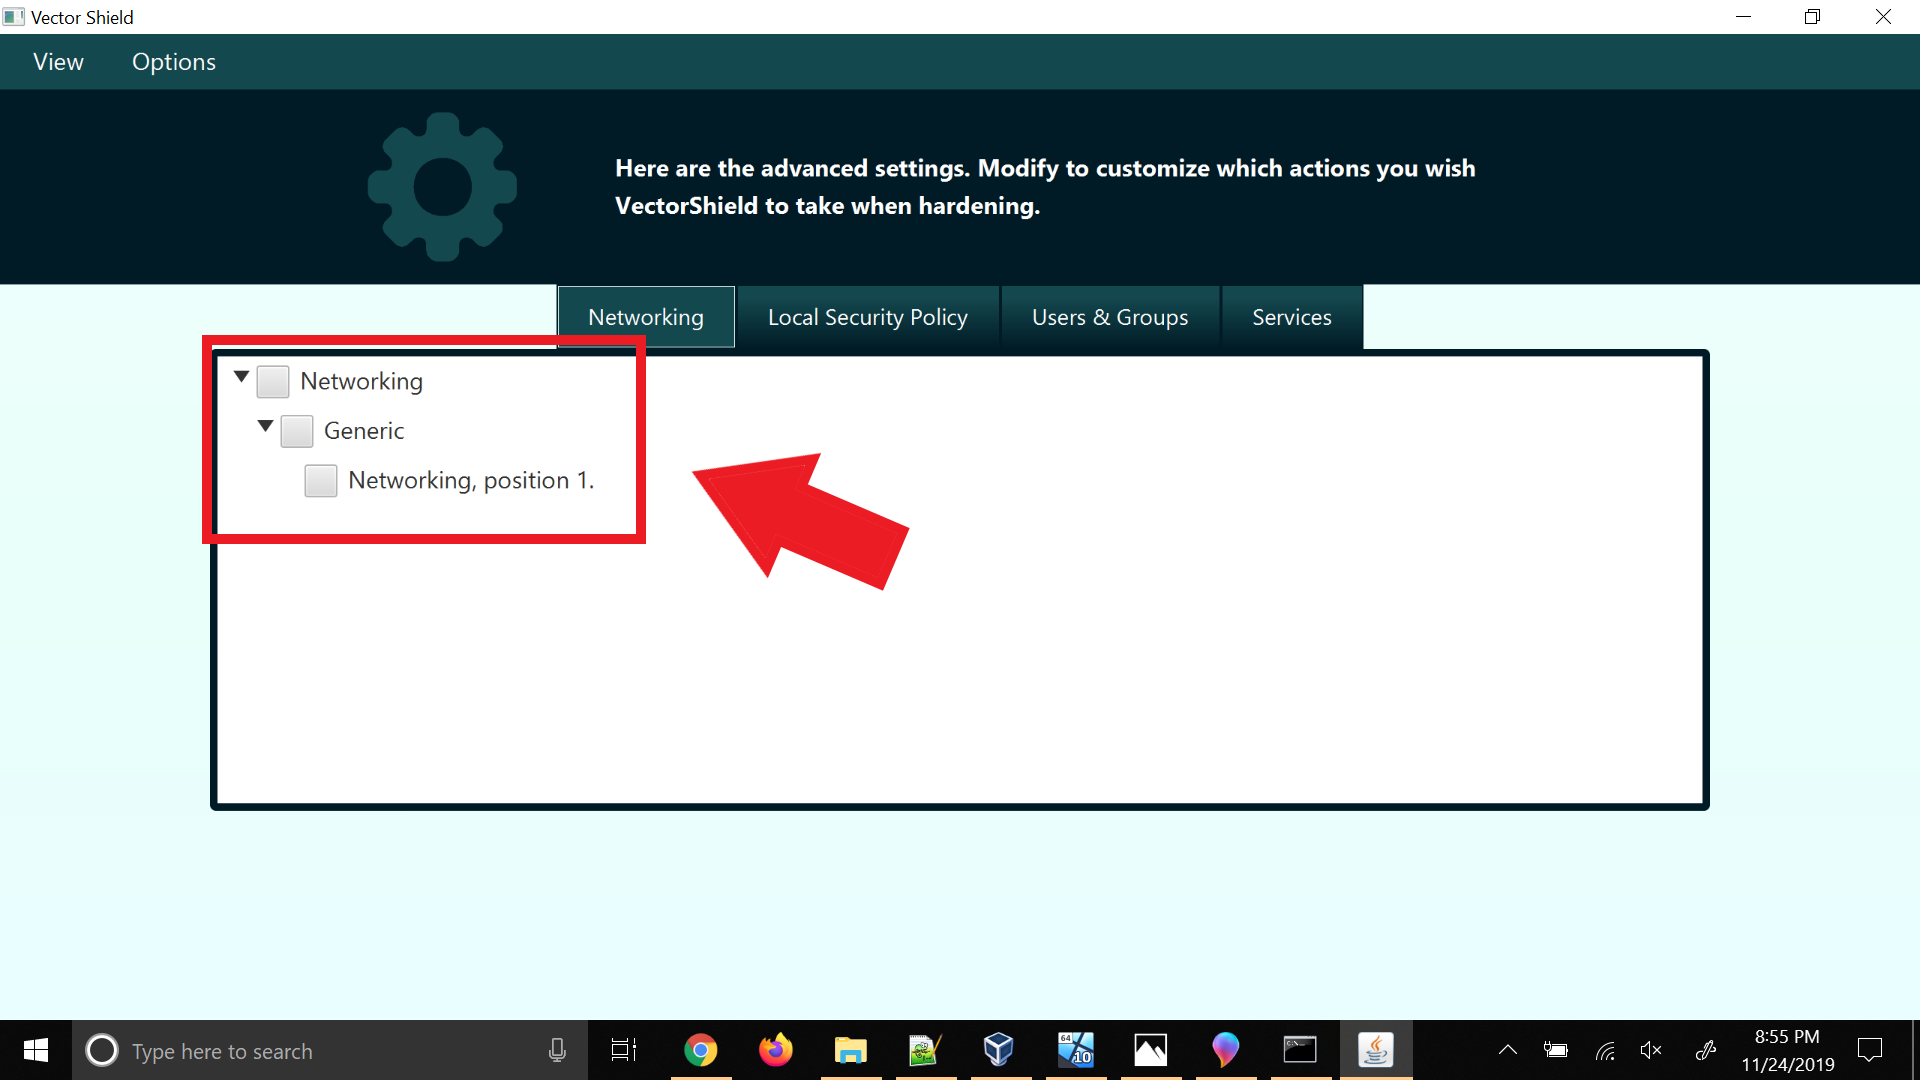 Vector Shield
View Options
Here are the advanced settings. Modify to customize which actions you wish
VectorShield to take when hardening.
Networking Local Security Policy Users & Groups Services
Networking
Generic
Networking, position 1.
Type here to search
64
10
C:\_
8:55 PM
11/24/2019